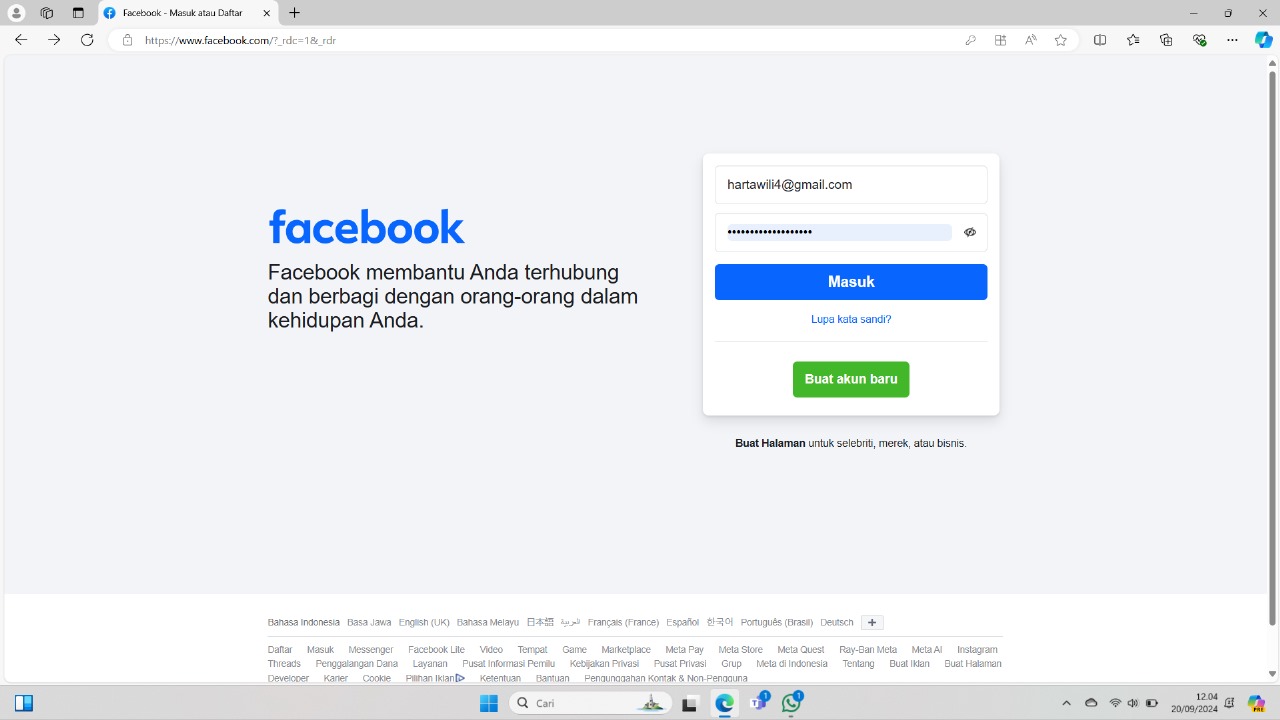 Facebook - Masuk atau Daftar
https://www.facebook.com/?_rdc=1&_rdr
hartawili4@gmail.com
facebook
Facebook membantu Anda terhubung
dan berbagi dengan orang-orang dalam
kehidupan Anda.
Masuk
Lupa kata sandi?
Buat akun baru
Buat Halaman untuk selebriti, merek, atau bisnis.
Bahasa Indonesia Basa Jawa English (UK) Bahasa Melayu 日本語 العربية Français (France) Español 한국어 Português (Brasil) Deutsch
Daftar Masuk Messenger Facebook Lite Video Tempat Game Marketplace Meta Pay Meta Store Meta Quest Ray-Ban Meta Meta AI Instagram
Threads Penggalangan Dana Layanan Pusat Informasi Pemilu Kebijakan Privasi Pusat Privasi Grup Meta di Indonesia Tentang Buat Iklan Buat Halaman
Developer Karier Cookie Pilihan Iklan Ketentuan Bantuan Pengunggahan Kontak & Non-Pengguna
Cari
1
1
12.04
20/09/2024
PRE